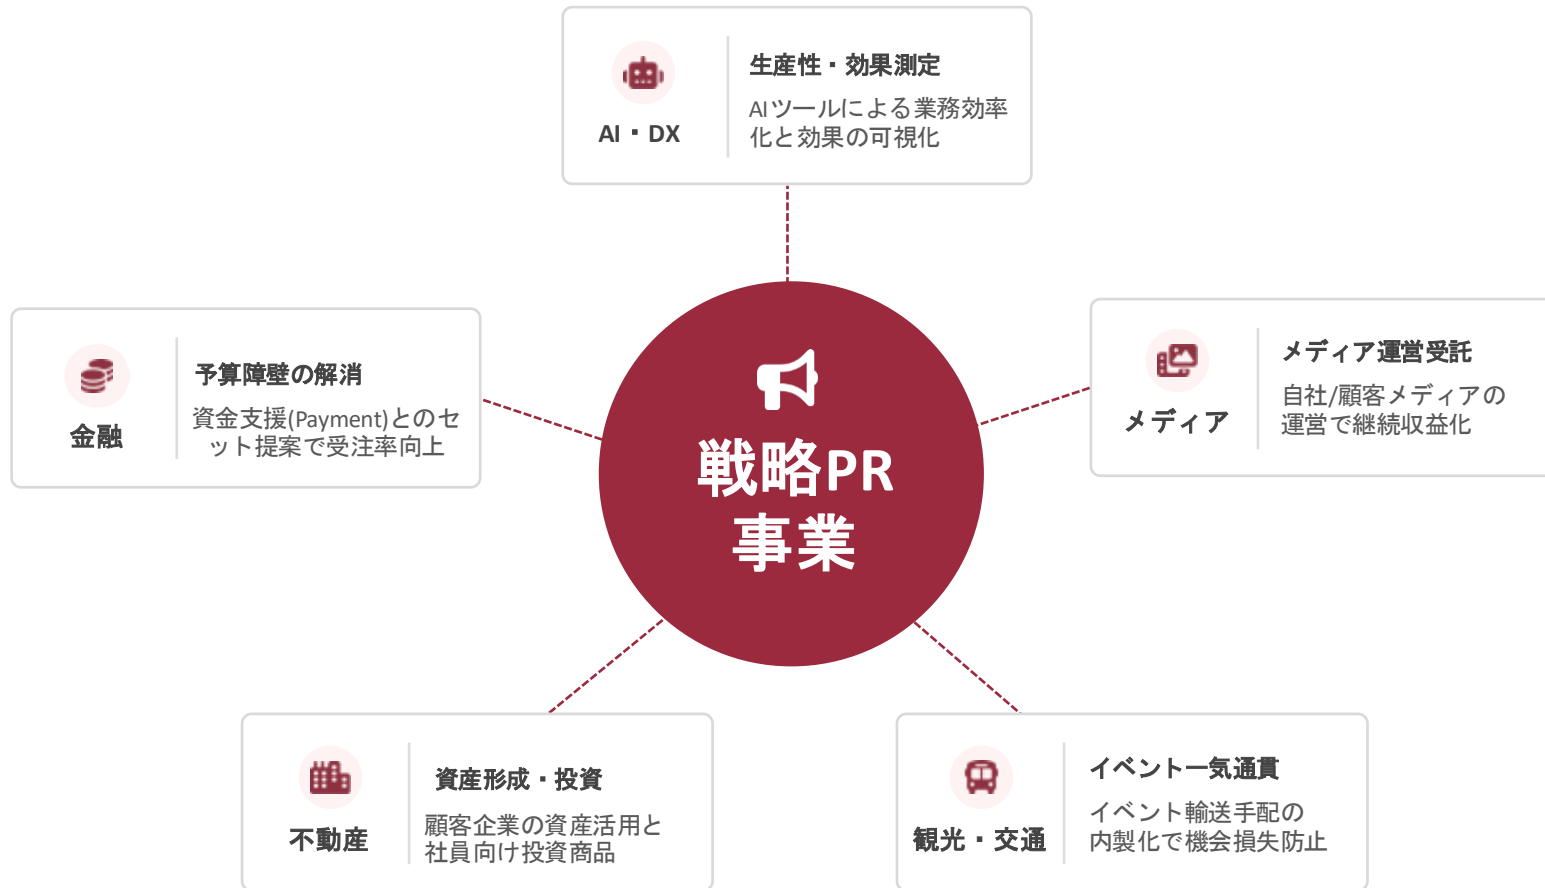 生産性・効果測定
AIツールによる業務効率
化と効果の可視化
AI・DX
予算障壁の解消
資金支援(Payment)とのセ
ット提案で受注率向上
金融
戦略PR
事業
メディア運営受託
自社/顧客メディアの
運営で継続収益化
メディア
資産形成・投資
顧客企業の資産活用と
社員向け投資商品
不動産
イベント一気通貫
イベント輸送手配の
内製化で機会損失防止
観光・交通